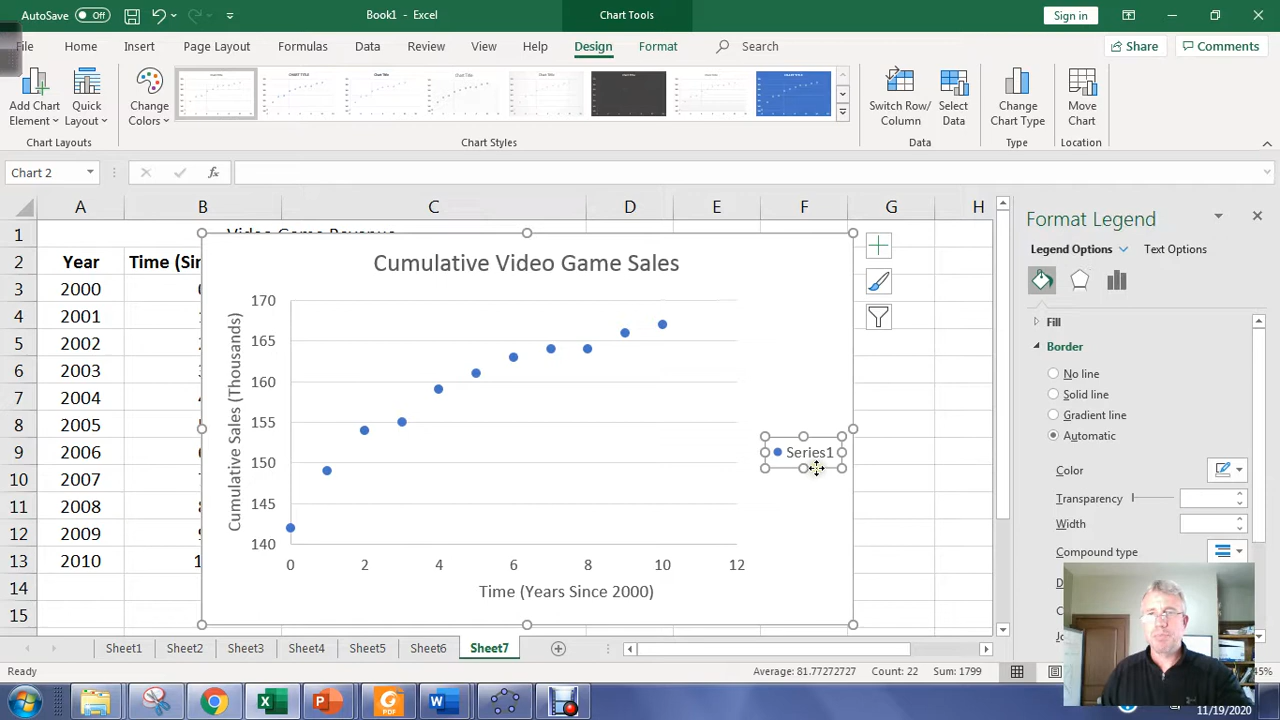 AutoSave Off Book1 - Excel Chart Tools Sign in
File Home Insert Page Layout Formulas Data Review View Help Design Format Search Share Comments
Add Chart Element Quick Layout Change Colors Switch Row/Column Select Data Change Chart Type Move Chart
Chart Layouts Chart Styles Data Type Location
Chart 2 fx
A B C D E F G H
1 Video Game Revenue
2 Year Time (Sin
3 2000
4 2001
5 2002
6 2003
7 2004
8 2005
9 2006
10 2007
11 2008
12 2009
13 2010
14
15
Cumulative Video Game Sales
Cumulative Sales (Thousands)
170
165
160
155
150
145
140
0 2 4 6 8 10 12
Time (Years Since 2000)
Series1
Format Legend
Legend Options Text Options
Fill
Border
No line
Solid line
Gradient line
Automatic
Color
Transparency
Width
Compound type
Sheet1 Sheet2 Sheet3 Sheet4 Sheet5 Sheet6 Sheet7
Ready Average: 81.77272727 Count: 22 Sum: 1799 45%
11/19/2020